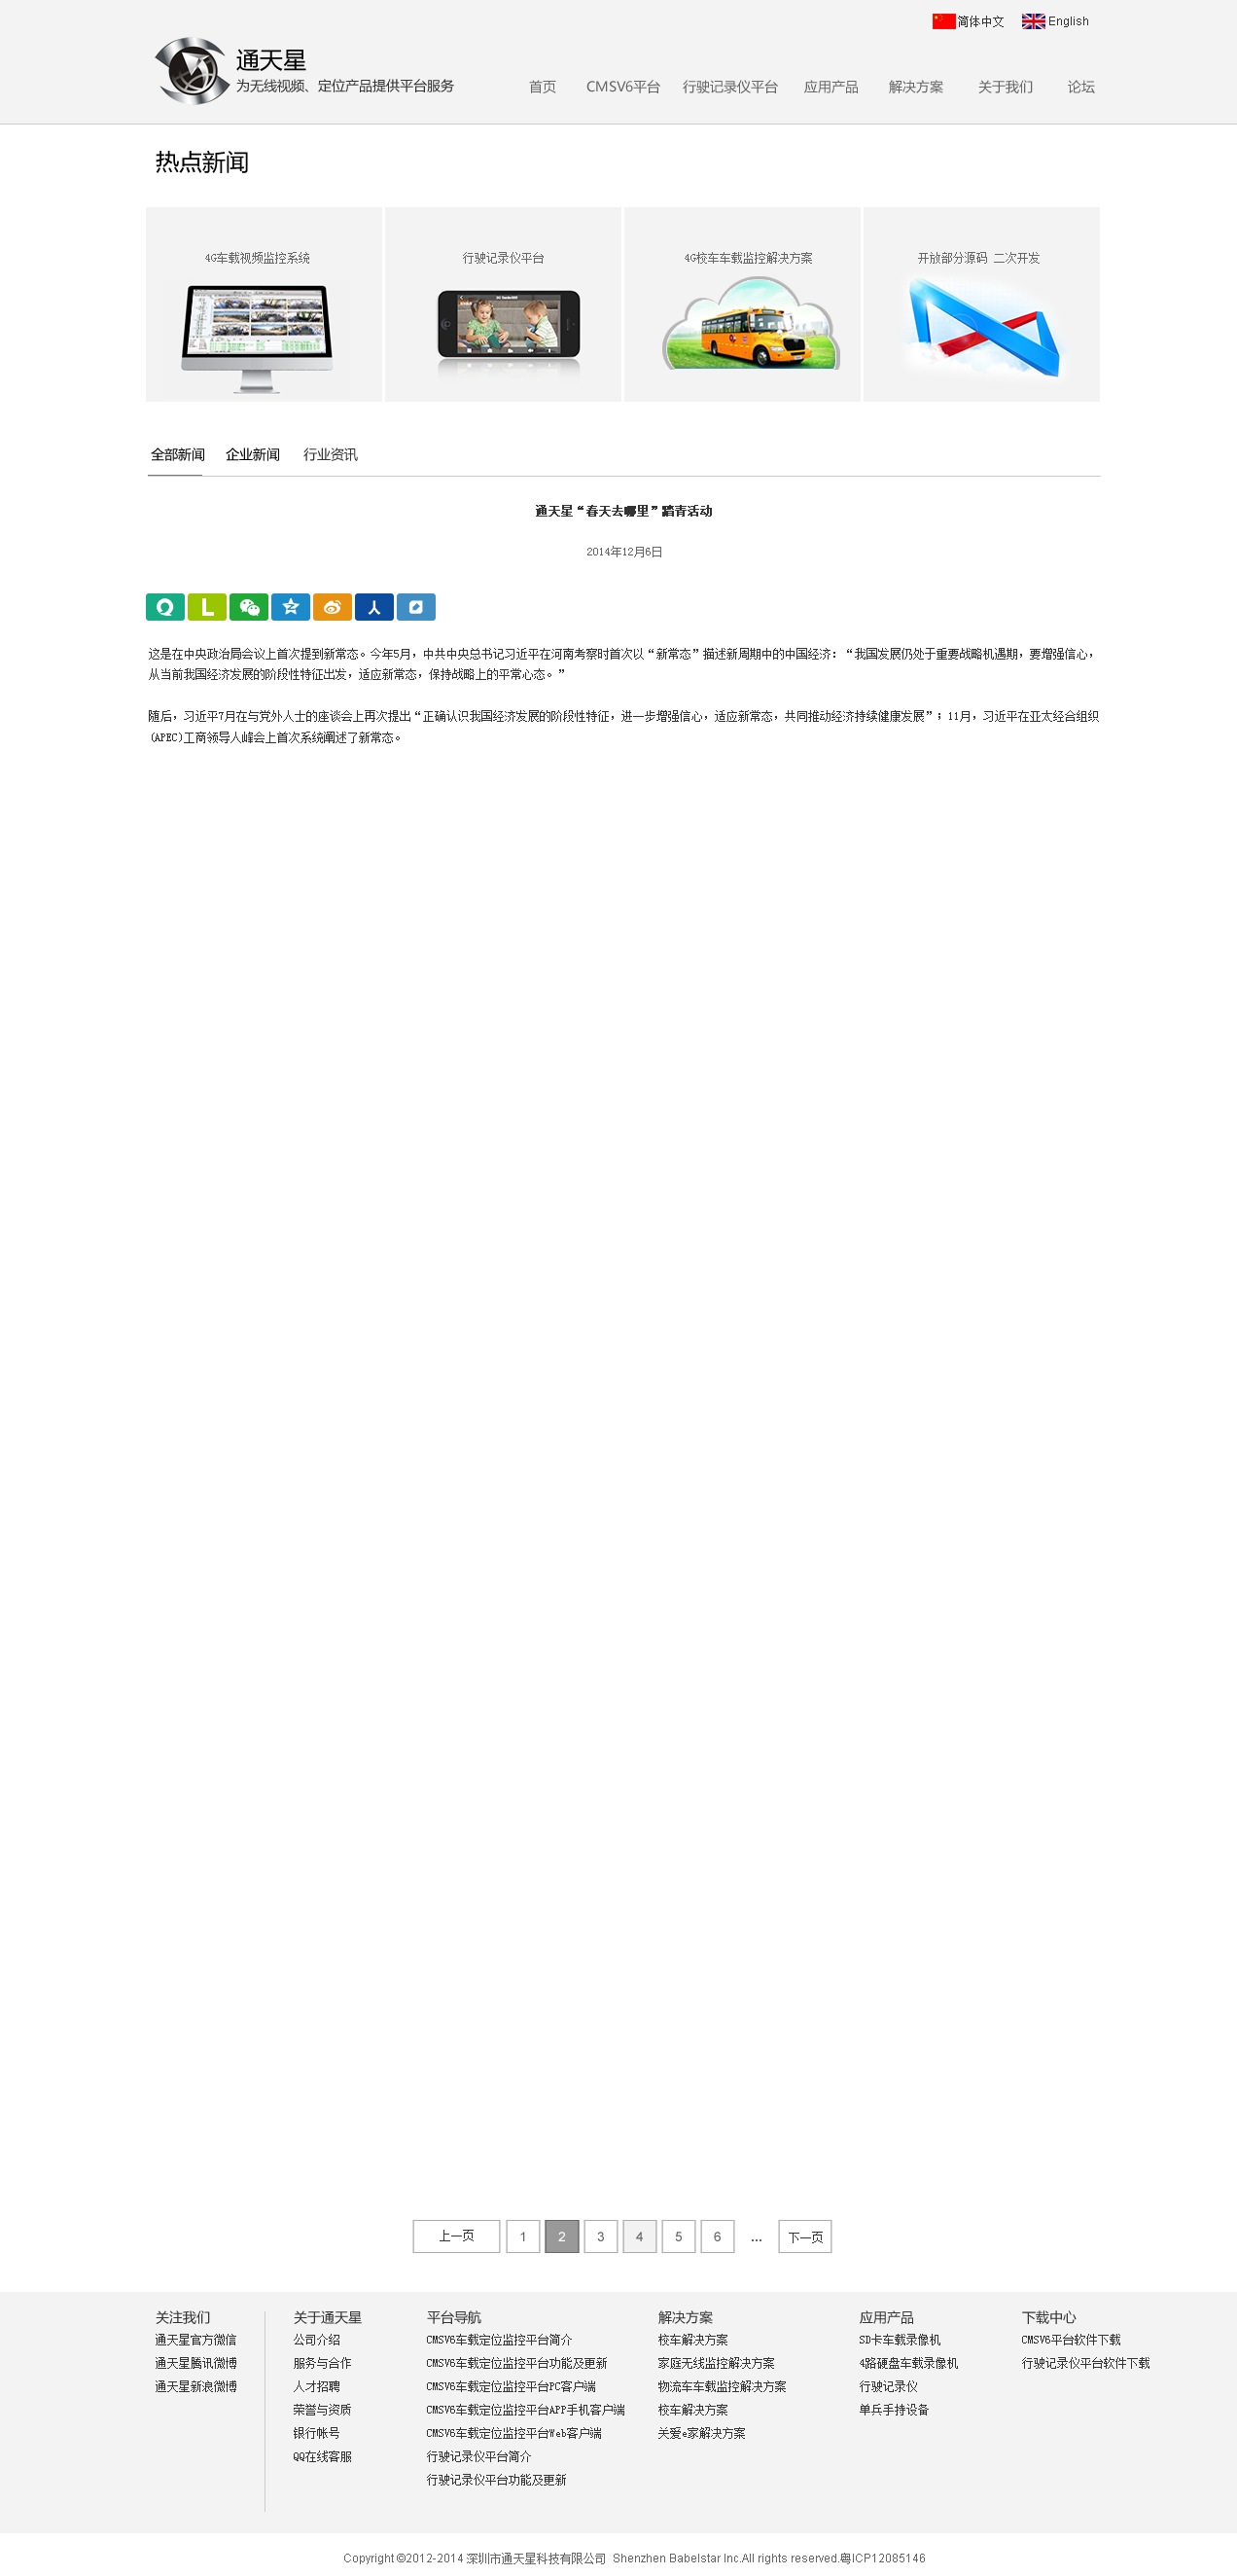 简体中文 English
通天星
为无线视频、定位产品提供平台服务
首页 CMSV6平台 行驶记录仪平台 应用产品 解决方案 关于我们 论坛
热点新闻
4G车载视频监控系统 行驶记录仪平台 4G校车车载监控解决方案 开放部分源码 二次开发
全部新闻 企业新闻 行业资讯
通天星“春天去哪里”踏青活动
2014年12月6日
这是在中央政治局会议上首次提到新常态。今年5月，中共中央总书记习近平在河南考察时首次以“新常态”描述新周期中的中国经济：“我国发展仍处于重要战略机遇期，要增强信心，
从当前我国经济发展的阶段性特征出发，适应新常态，保持战略上的平常心态。”
随后，习近平7月在与党外人士的座谈会上再次提出“正确认识我国经济发展的阶段性特征，进一步增强信心，适应新常态，共同推动经济持续健康发展”；11月，习近平在亚太经合组织
(APEC)工商领导人峰会上首次系统阐述了新常态。
上一页 1 2 3 4 5 6 ... 下一页
关注我们 关于通天星 平台导航 解决方案 应用产品 下载中心
通天星官方微信 公司介绍 CMSV6车载定位监控平台简介 校车解决方案 SD卡车载录像机 CMSV6平台软件下载
通天星腾讯微博 服务与合作 CMSV6车载定位监控平台功能及更新 家庭无线监控解决方案 4路硬盘车载录像机 行驶记录仪平台软件下载
通天星新浪微博 人才招聘 CMSV6车载定位监控平台PC客户端 物流车车载监控解决方案 行驶记录仪
荣誉与资质 CMSV6车载定位监控平台APP手机客户端 校车解决方案 单兵手持设备
银行帐号 CMSV6车载定位监控平台Web客户端 关爱e家解决方案
QQ在线客服 行驶记录仪平台简介
行驶记录仪平台功能及更新
Copyright ©2012-2014 深圳市通天星科技有限公司 Shenzhen Babelstar Inc.All rights reserved.粤ICP12085146